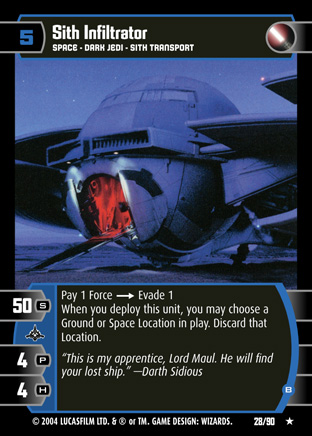 5 Sith Infiltrator
SPACE - DARK JEDI - SITH TRANSPORT
50 S
Pay 1 Force → Evade 1
When you deploy this unit, you may choose a
Ground or Space Location in play. Discard that
Location.
4 P
"This is my apprentice, Lord Maul. He will find
your lost ship." —Darth Sidious
4 H
B
© 2004 LUCASFILM LTD. & ® or TM. GAME DESIGN: WIZARDS. 28/90 ★